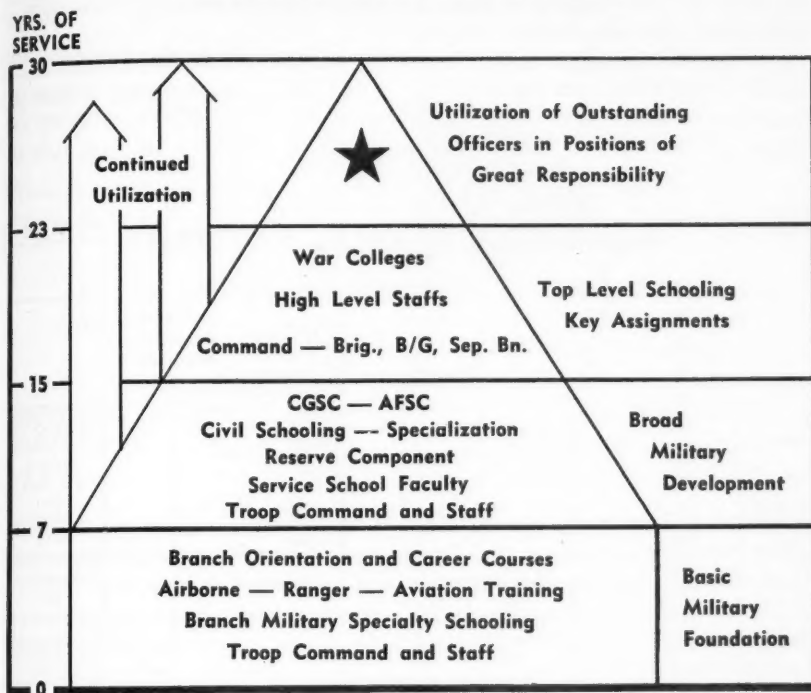 YRS. OF
SERVICE
30
Utilization of Outstanding
Officers in Positions of
Great Responsibility
Continued
Utilization
23
War Colleges
High Level Staffs
Command — Brig., B/G, Sep. Bn.
Top Level Schooling
Key Assignments
15
CGSC — AFSC
Civil Schooling — Specialization
Reserve Component
Service School Faculty
Troop Command and Staff
Broad
Military
Development
7
Branch Orientation and Career Courses
Airborne — Ranger — Aviation Training
Branch Military Specialty Schooling
Troop Command and Staff
Basic
Military
Foundation
0